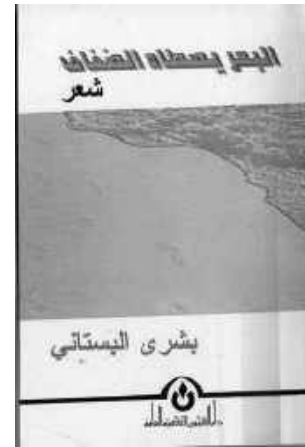 البحر يصطاد الضفاف
شعر
بشرى البستاني